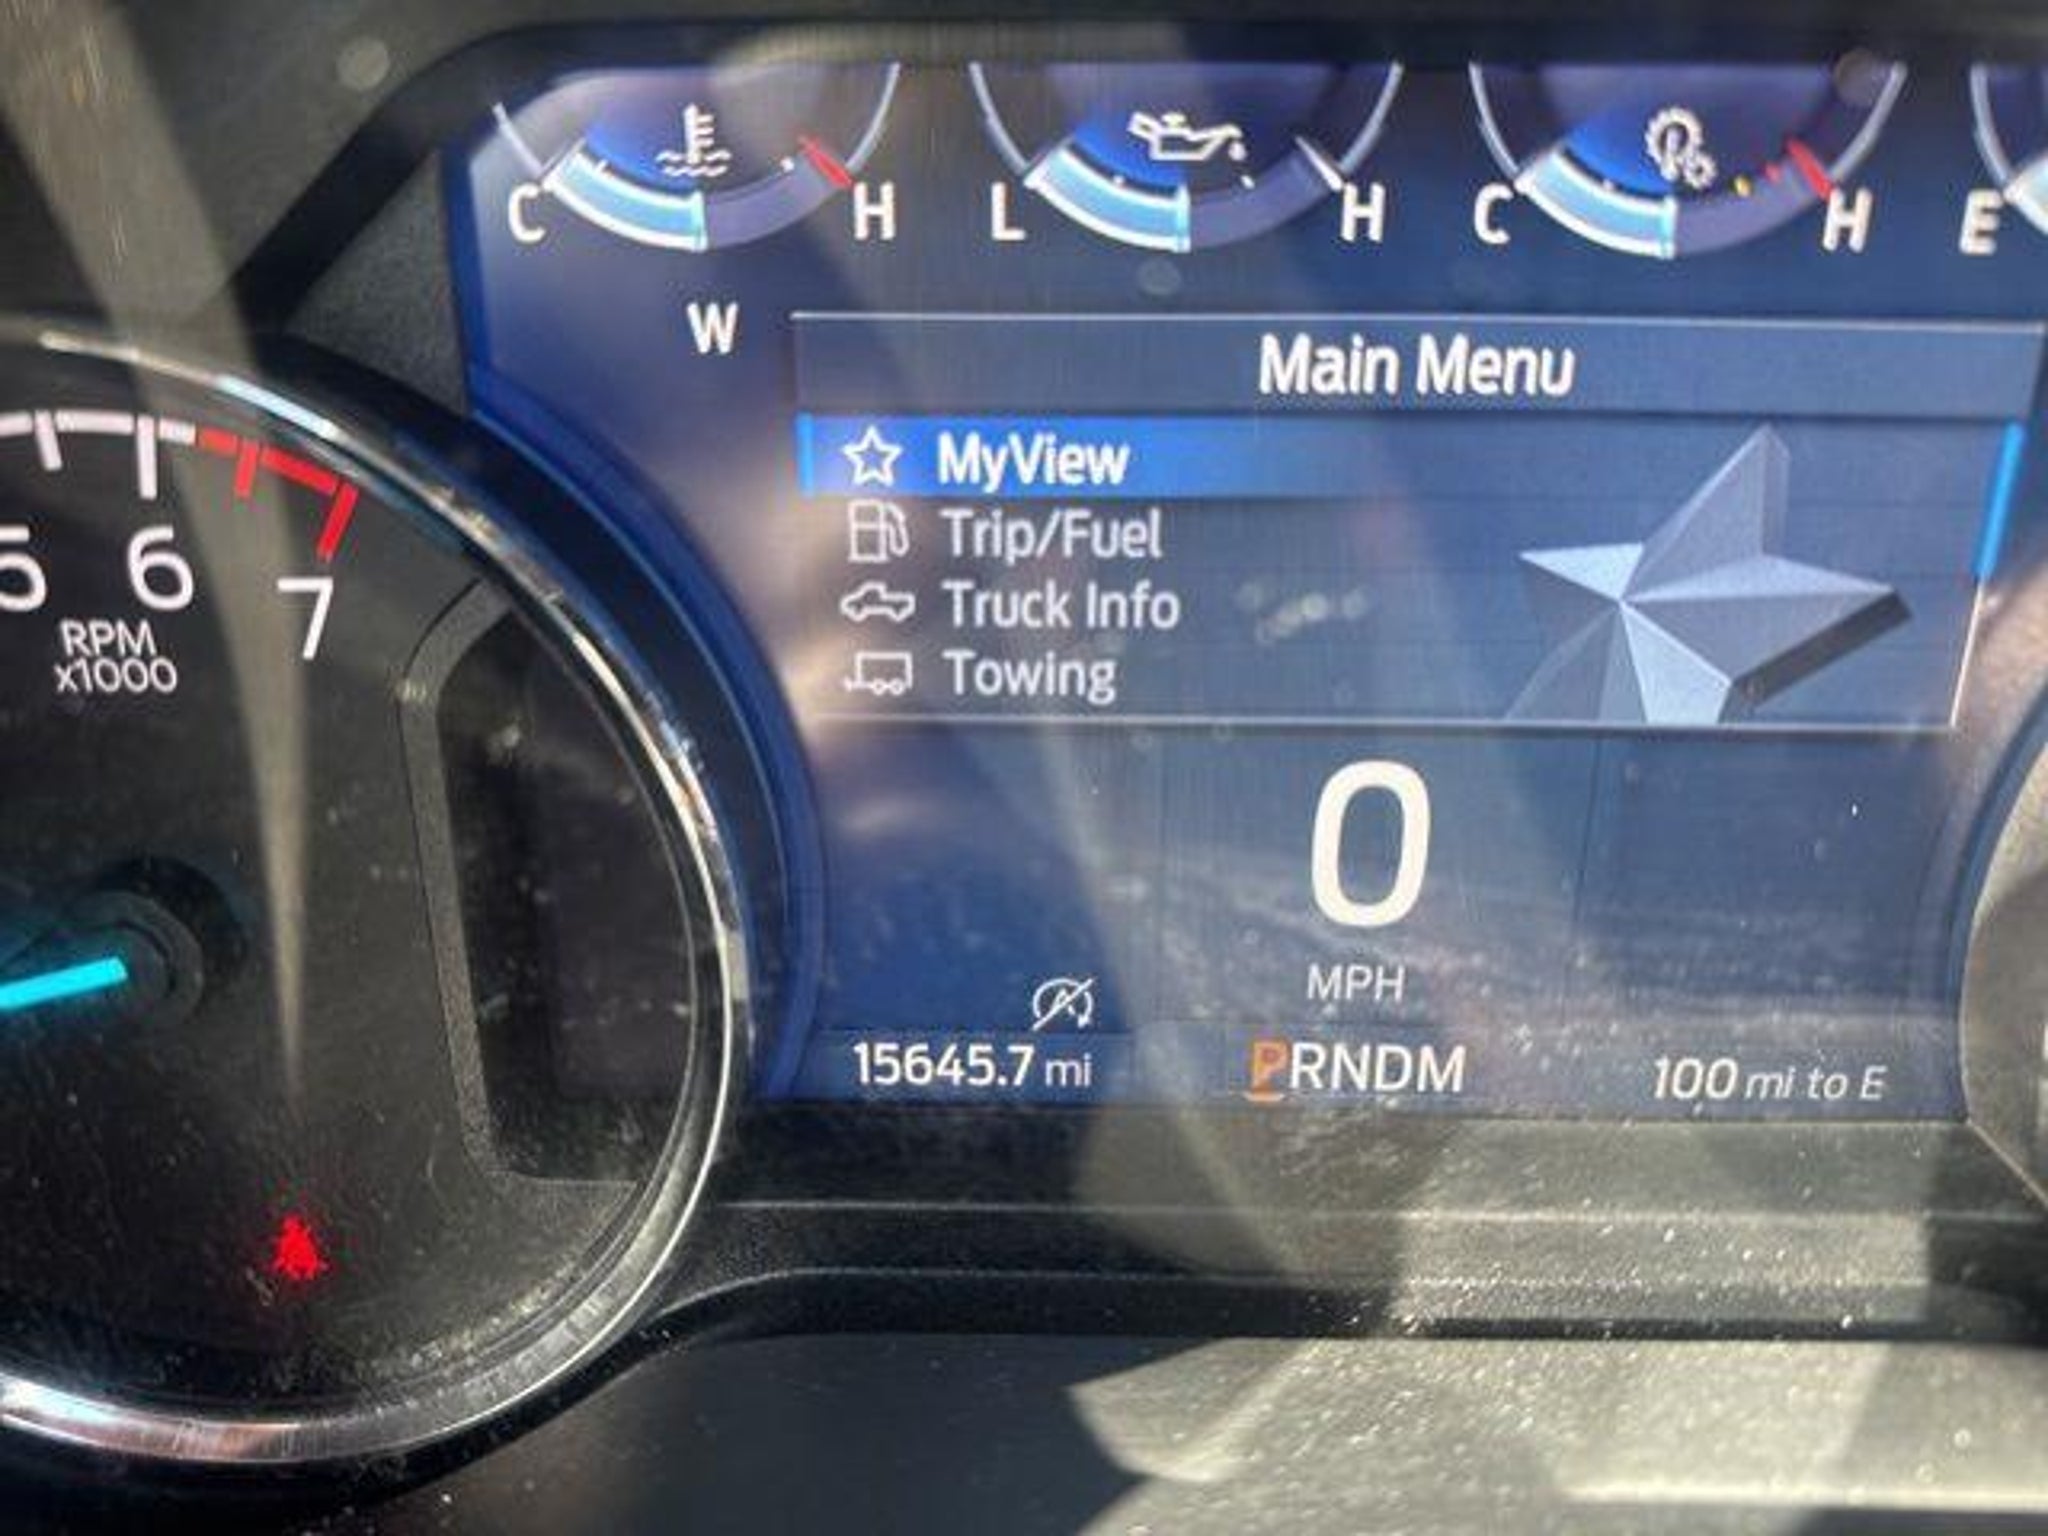 C H L H C H E
W
Main Menu
MyView
Trip/Fuel
Truck Info
Towing
5 6 7
RPM
x1000
0
MPH
15645.7 mi PRNDM 100 mi to E